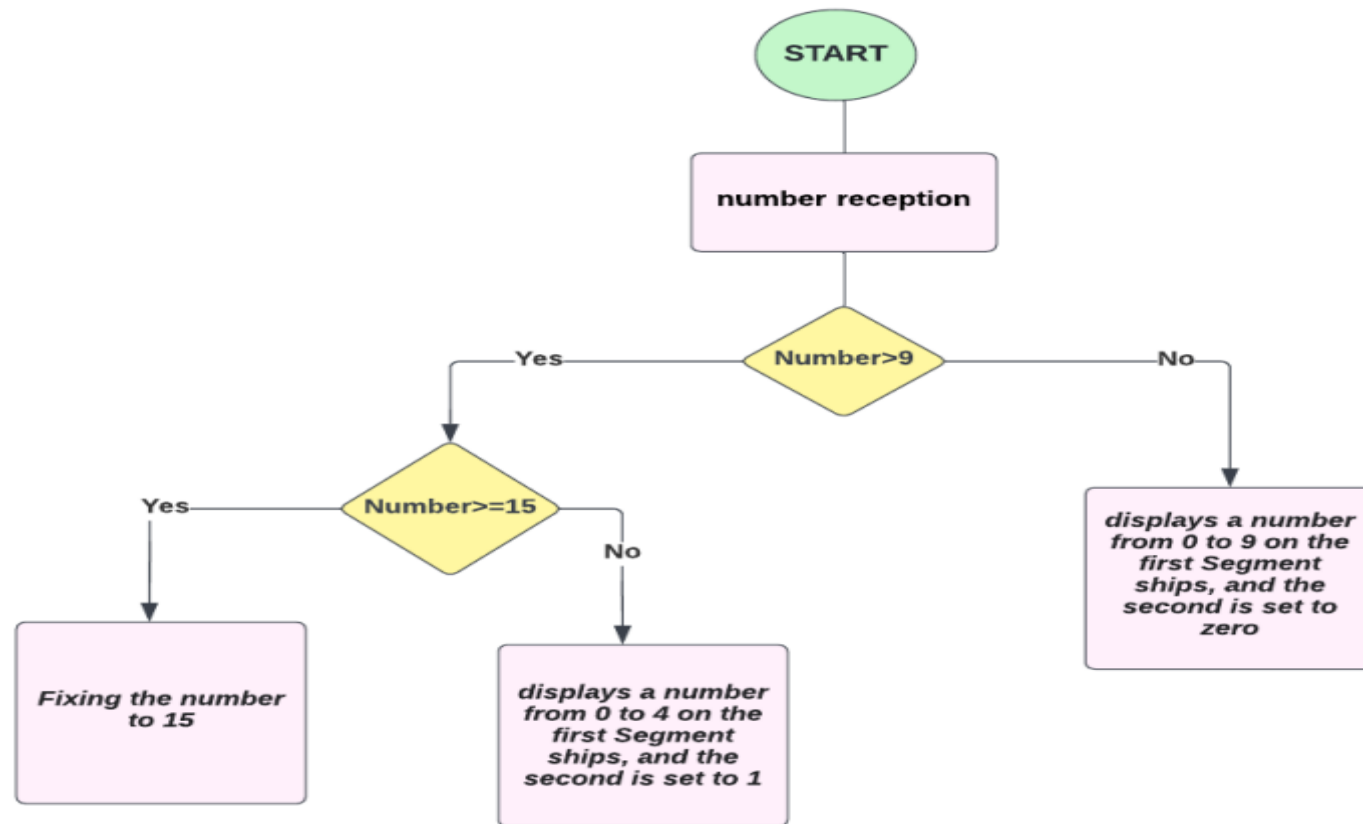 START
number reception
Number>9
Yes
No
Number>=15
Yes
No
displays a number
from 0 to 9 on the
first Segment
ships, and the
second is set to
zero
Fixing the number
to 15
displays a number
from 0 to 4 on the
first Segment
ships, and the
second is set to 1